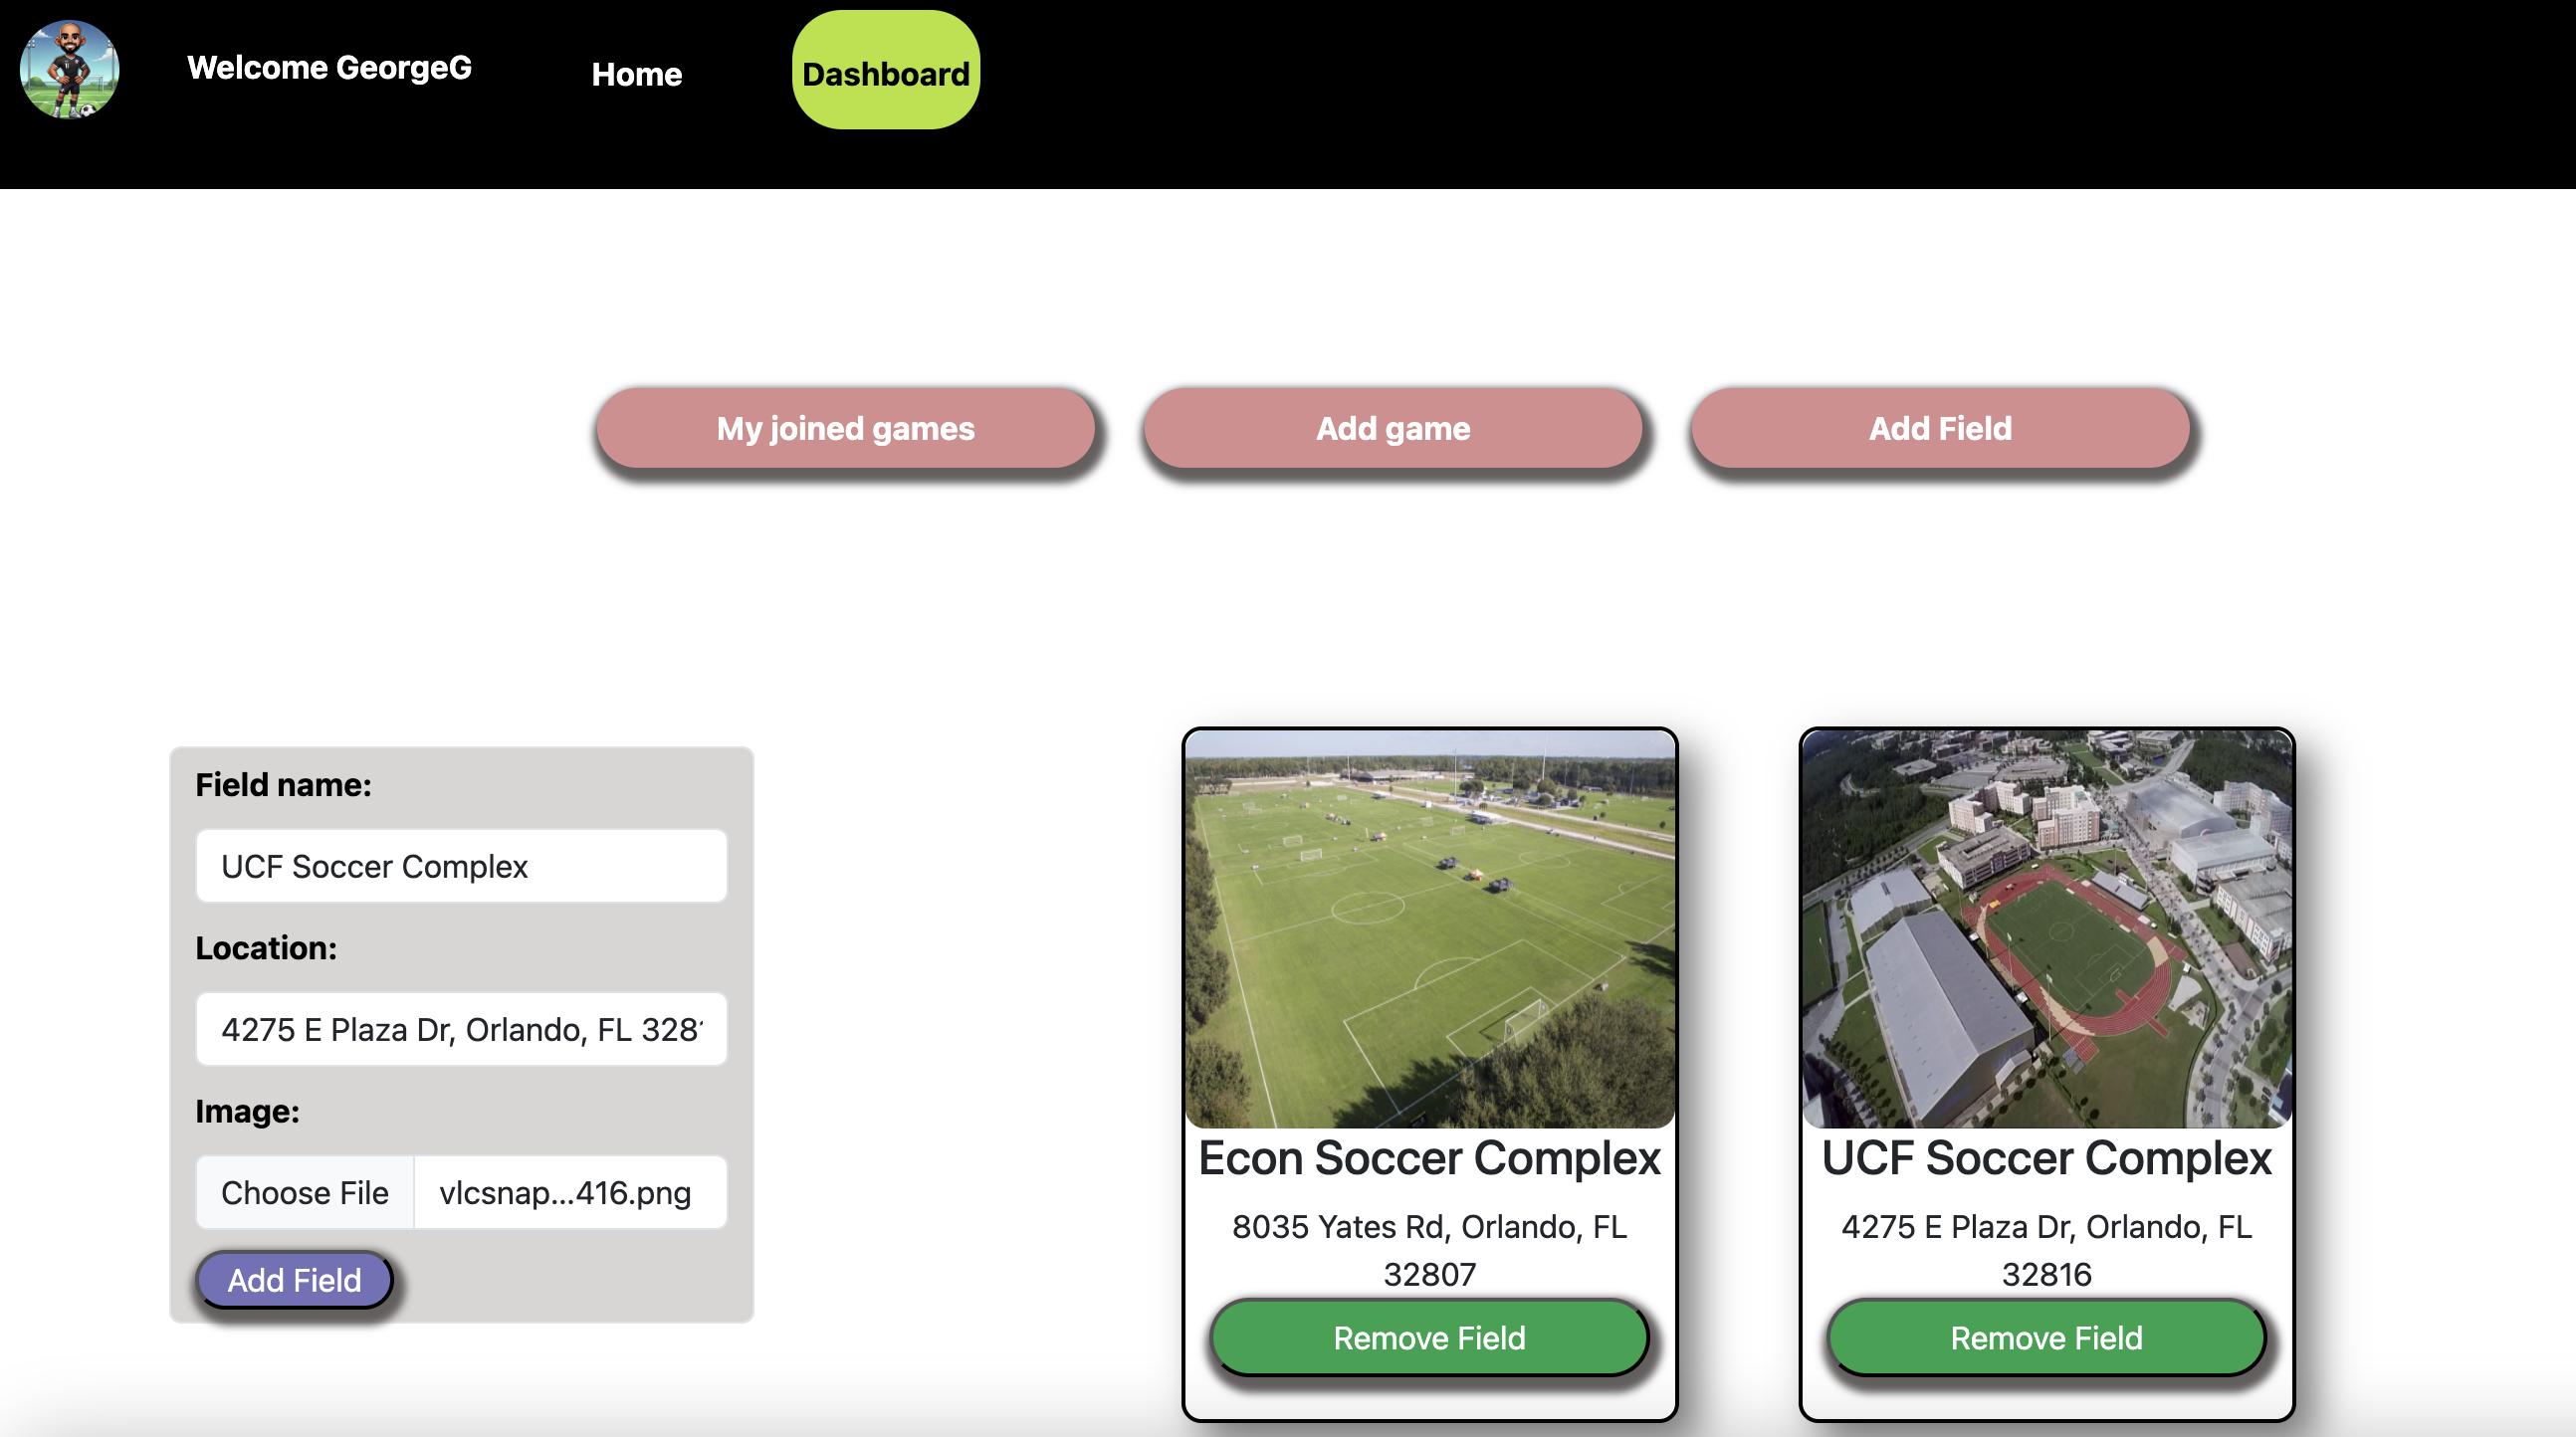 Welcome GeorgeG
Home
Dashboard
My joined games
Add game
Add Field
Field name:
UCF Soccer Complex
Location:
4275 E Plaza Dr, Orlando, FL 328
Image:
Choose File
vlcsnap...416.png
Add Field
Econ Soccer Complex
8035 Yates Rd, Orlando, FL
32807
Remove Field
UCF Soccer Complex
4275 E Plaza Dr, Orlando, FL
32816
Remove Field